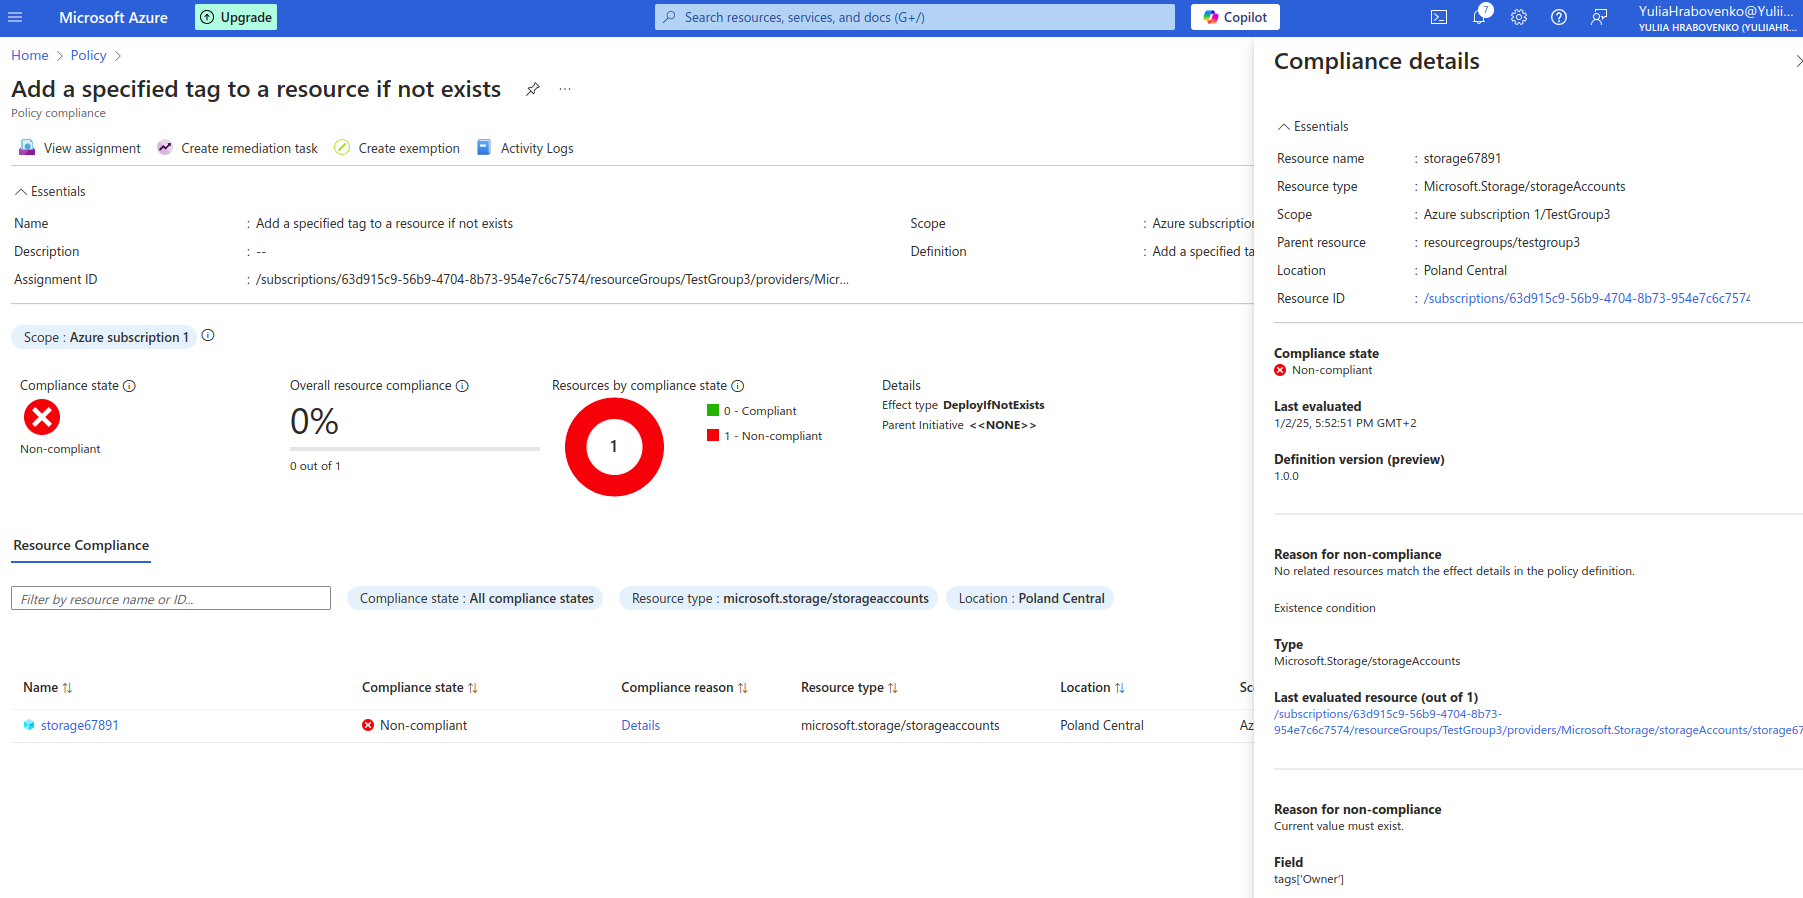 Microsoft Azure
Upgrade
Search resources, services, and docs (G+/)
Copilot
7
YuliaHrabovenko@Yulii...
YULIIA HRABOVENKO (YULIIAHR...
Home > Policy >
Add a specified tag to a resource if not exists
...
Policy compliance
View assignment Create remediation task Create exemption Activity Logs
Essentials
Name : Add a specified tag to a resource if not exists
Scope : Azure subscription
Description : --
Definition : Add a specified ta
Assignment ID : /subscriptions/63d915c9-56b9-4704-8b73-954e7c6c7574/resourceGroups/TestGroup3/providers/Micr...
Scope : Azure subscription 1
Compliance state
Non-compliant
Overall resource compliance
0%
0 out of 1
Resources by compliance state
1
0 - Compliant
1 - Non-compliant
Details
Effect type DeployIfNotExists
Parent Initiative <<NONE>>
Resource Compliance
Filter by resource name or ID...
Compliance state : All compliance states
Resource type : microsoft.storage/storageaccounts
Location : Poland Central
Name Compliance state Compliance reason Resource type Location Sc
storage67891 Non-compliant Details microsoft.storage/storageaccounts Poland Central Az
Compliance details
Essentials
Resource name : storage67891
Resource type : Microsoft.Storage/storageAccounts
Scope : Azure subscription 1/TestGroup3
Parent resource : resourcegroups/testgroup3
Location : Poland Central
Resource ID : /subscriptions/63d915c9-56b9-4704-8b73-954e7c6c7574
Compliance state
Non-compliant
Last evaluated
1/2/25, 5:52:51 PM GMT+2
Definition version (preview)
1.0.0
Reason for non-compliance
No related resources match the effect details in the policy definition.
Existence condition
Type
Microsoft.Storage/storageAccounts
Last evaluated resource (out of 1)
/subscriptions/63d915c9-56b9-4704-8b73-
954e7c6c7574/resourceGroups/TestGroup3/providers/Microsoft.Storage/storageAccounts/storage67
Reason for non-compliance
Current value must exist.
Field
tags['Owner']